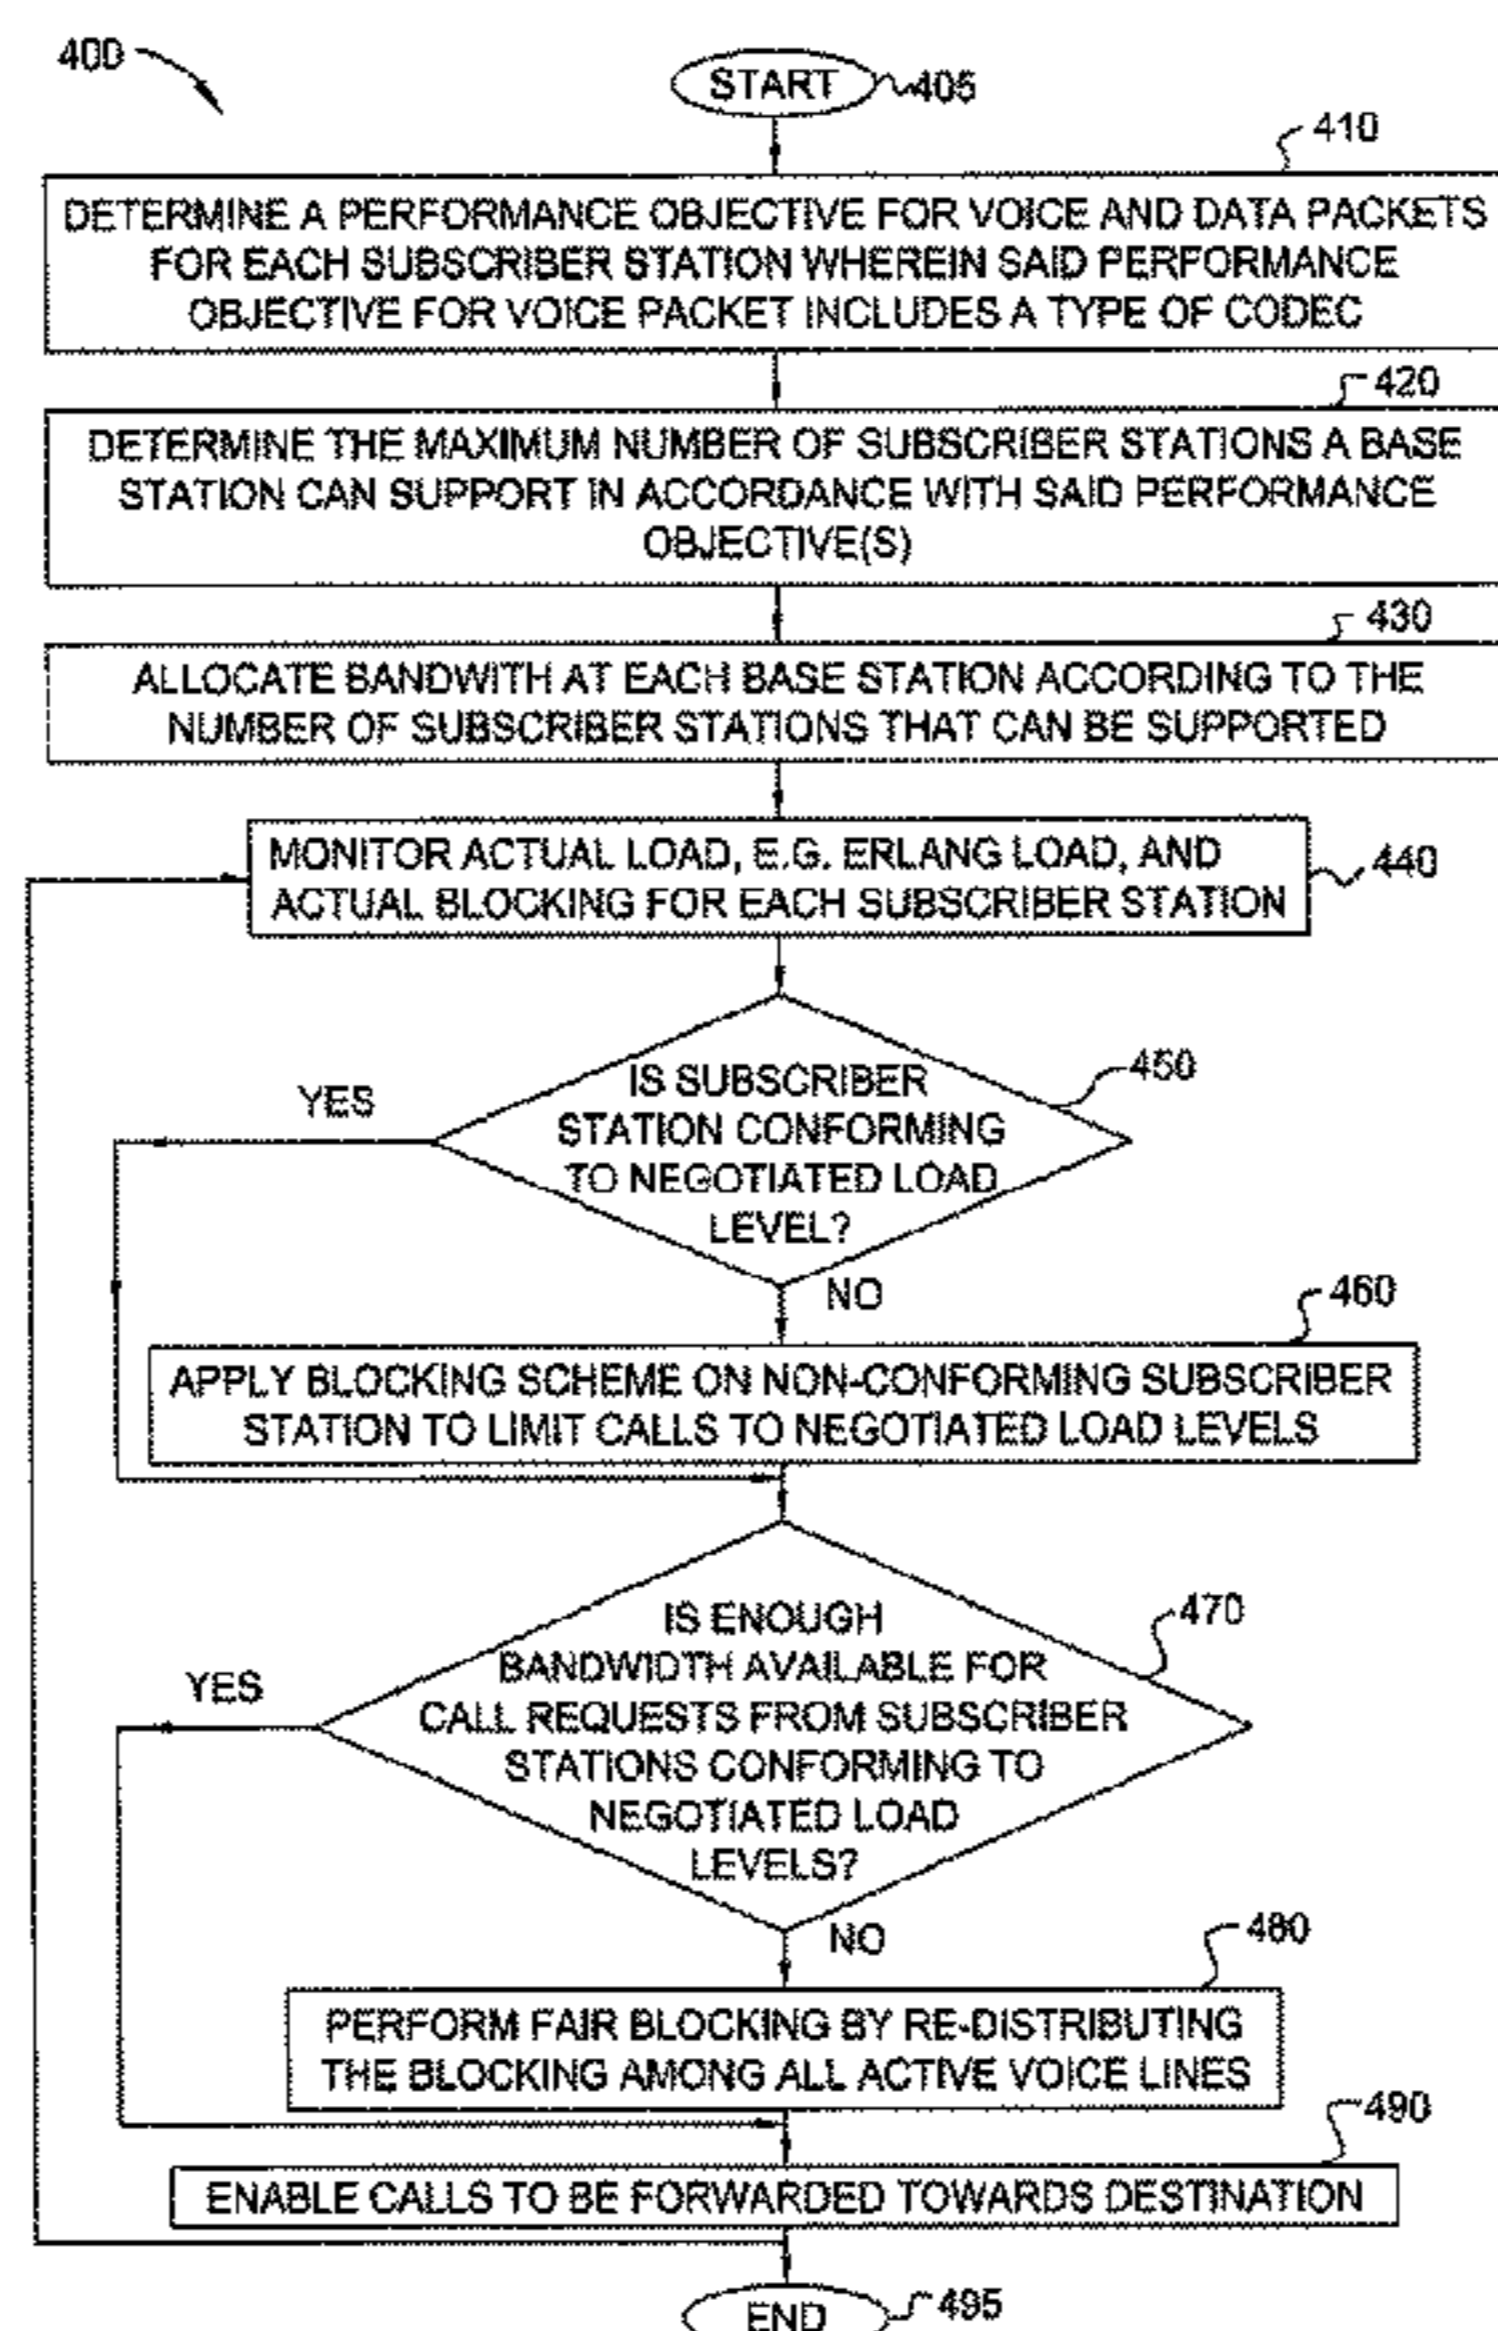 400
START
405
410
DETERMINE A PERFORMANCE OBJECTIVE FOR VOICE AND DATA PACKETS
FOR EACH SUBSCRIBER STATION WHEREIN SAID PERFORMANCE
OBJECTIVE FOR VOICE PACKET INCLUDES A TYPE OF CODEC
420
DETERMINE THE MAXIMUM NUMBER OF SUBSCRIBER STATIONS A BASE
STATION CAN SUPPORT IN ACCORDANCE WITH SAID PERFORMANCE
OBJECTIVE(S)
430
ALLOCATE BANDWITH AT EACH BASE STATION ACCORDING TO THE
NUMBER OF SUBSCRIBER STATIONS THAT CAN BE SUPPORTED
MONITOR ACTUAL LOAD, E.G. ERLANG LOAD, AND
ACTUAL BLOCKING FOR EACH SUBSCRIBER STATION
440
450
YES
IS SUBSCRIBER
STATION CONFORMING
TO NEGOTIATED LOAD
LEVEL?
NO
460
APPLY BLOCKING SCHEME ON NON-CONFORMING SUBSCRIBER
STATION TO LIMIT CALLS TO NEGOTIATED LOAD LEVELS
470
YES
IS ENOUGH
BANDWIDTH AVAILABLE FOR
CALL REQUESTS FROM SUBSCRIBER
STATIONS CONFORMING TO
NEGOTIATED LOAD
LEVELS?
NO
480
PERFORM FAIR BLOCKING BY RE-DISTRIBUTING
THE BLOCKING AMONG ALL ACTIVE VOICE LINES
490
ENABLE CALLS TO BE FORWARDED TOWARDS DESTINATION
END
495